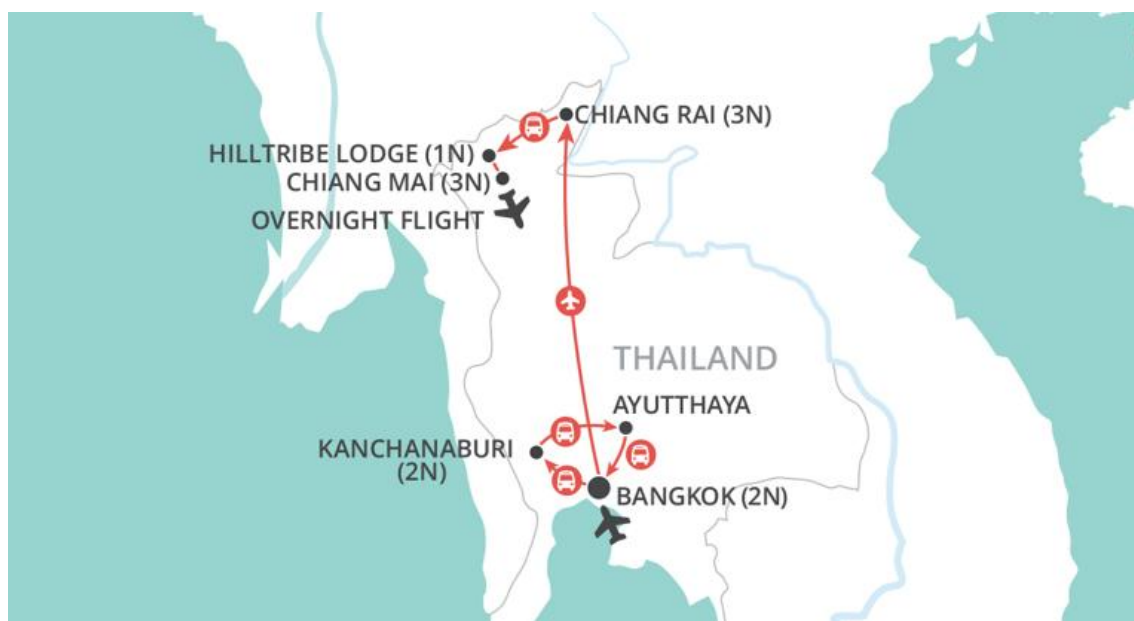 CHIANG RAI (3N)
HILLTRIBE LODGE (1N)
CHIANG MAI (3N)
OVERNIGHT FLIGHT
THAILAND
AYUTTHAYA
KANCHANABURI
(2N)
BANGKOK (2N)